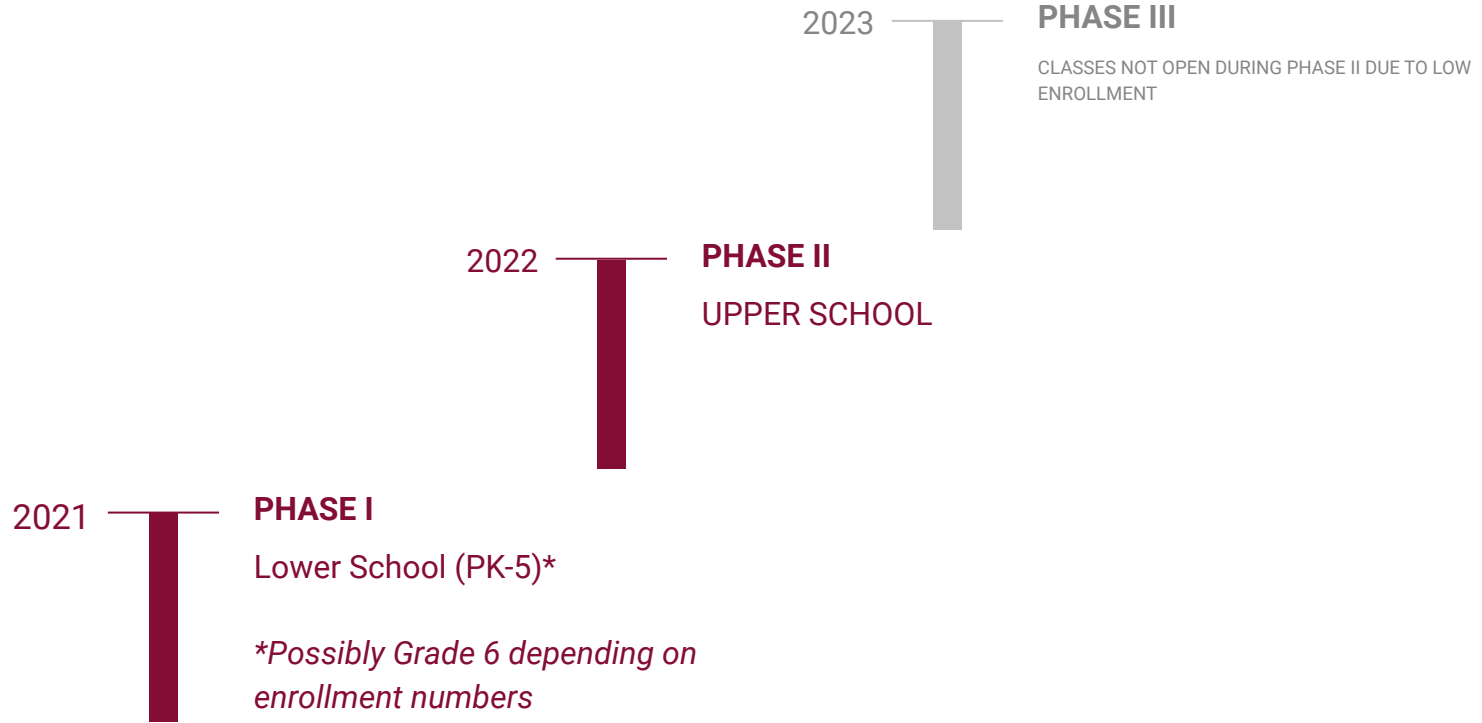 2023
PHASE III
CLASSES NOT OPEN DURING PHASE II DUE TO LOW
ENROLLMENT
2022
PHASE II
UPPER SCHOOL
2021
PHASE I
Lower School (PK-5)*
*Possibly Grade 6 depending on
enrollment numbers